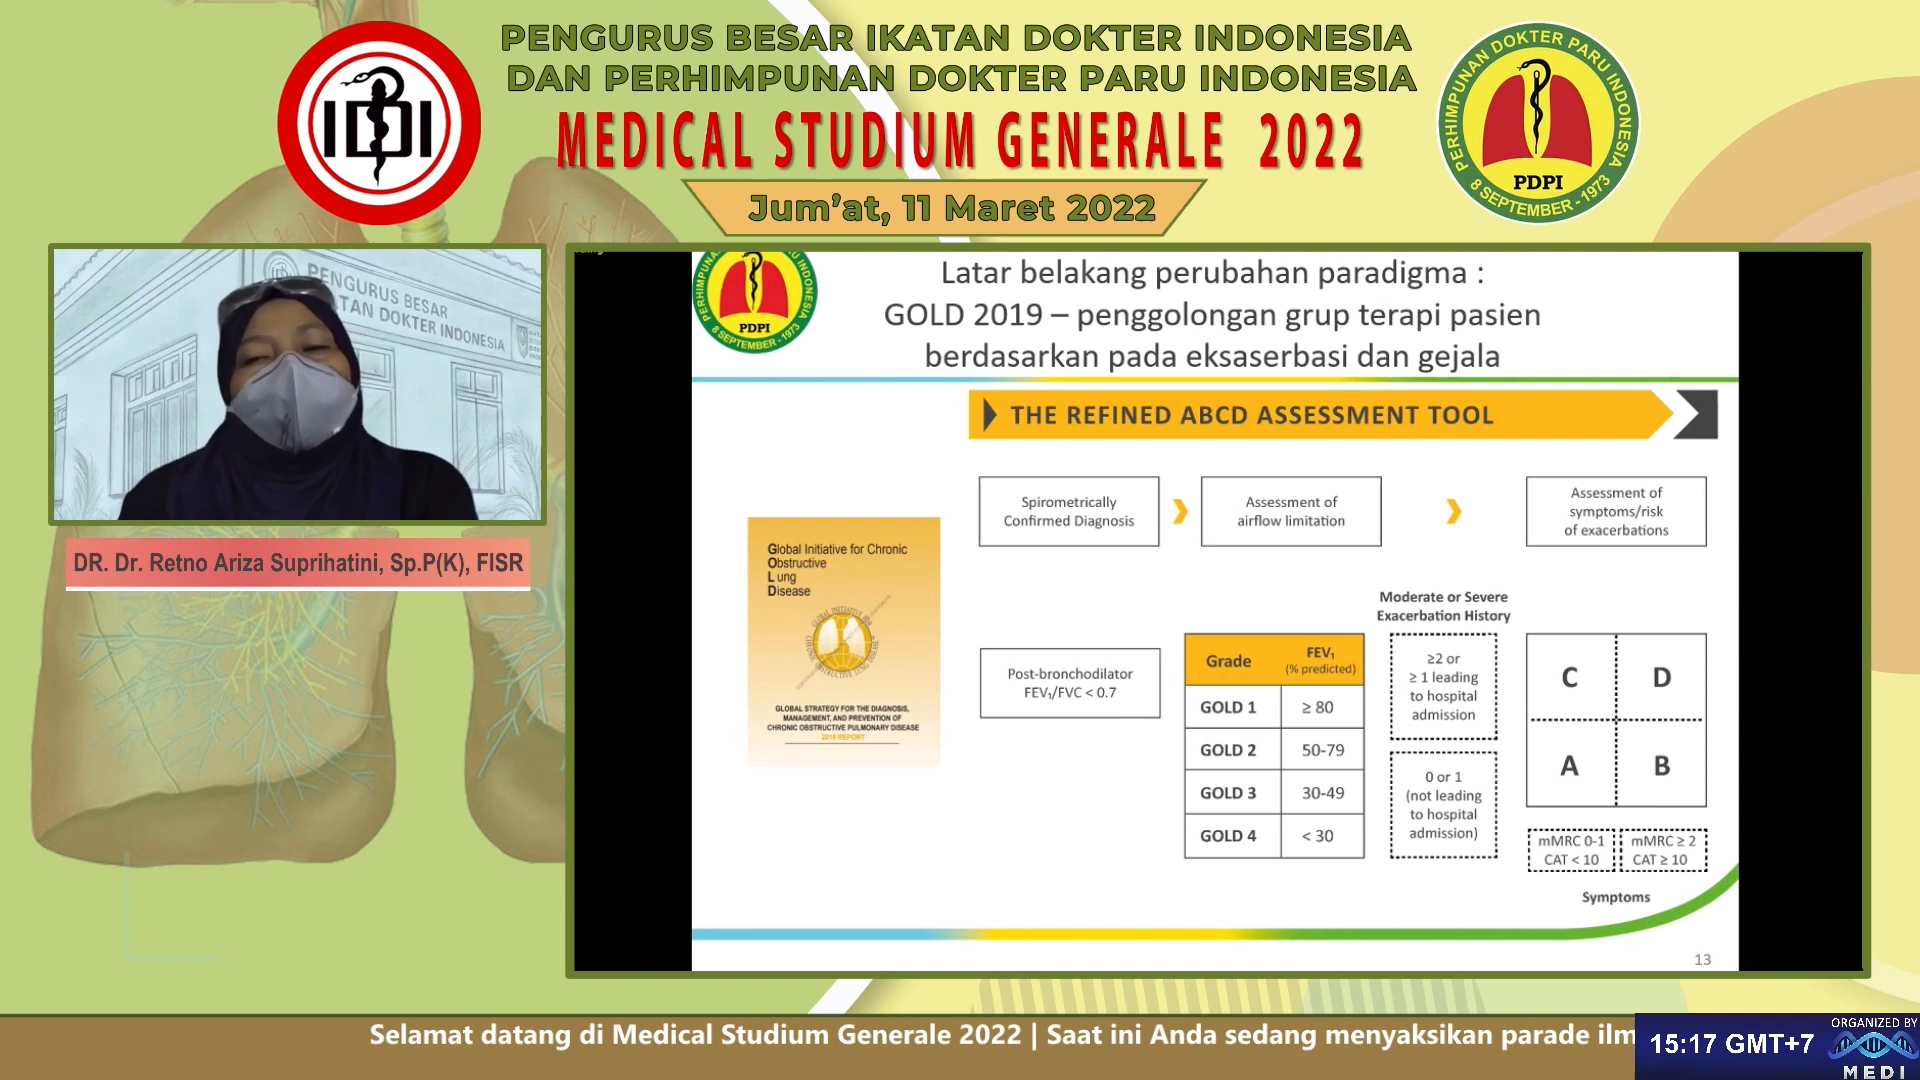 PENGURUS BESAR IKATAN DOKTER INDONESIA
DAN PERHIMPUNAN DOKTER PARU INDONESIA
MEDICAL STUDIUM GENERALE 2022
Jum'at, 11 Maret 2022
IDI
PERHIMPUNAN DOKTER PARU INDONESIA
PDPI
8 SEPTEMBER - 1973
PENGURUS BESAR
IKATAN DOKTER INDONESIA
DR. Dr. Retno Ariza Suprihatini, Sp.P(K), FISR
PDPI
8 SEPTEMBER - 1973
Latar belakang perubahan paradigma :
GOLD 2019 – penggolongan grup terapi pasien
berdasarkan pada eksaserbasi dan gejala
THE REFINED ABCD ASSESSMENT TOOL
Spirometrically
Confirmed Diagnosis
Assessment of
airflow limitation
Assessment of
symptoms/risk
of exacerbations
Global Initiative for Chronic
Obstructive
Lung
Disease
GLOBAL STRATEGY FOR THE DIAGNOSIS,
MANAGEMENT, AND PREVENTION OF
CHRONIC OBSTRUCTIVE PULMONARY DISEASE
2019 REPORT
Post-bronchodilator
FEV₁/FVC < 0.7
Grade FEV₁
(% predicted)
GOLD 1 ≥ 80
GOLD 2 50-79
GOLD 3 30-49
GOLD 4 < 30
Moderate or Severe
Exacerbation History
≥2 or
≥ 1 leading
to hospital
admission
0 or 1
(not leading
to hospital
admission)
C D
A B
mMRC 0-1
CAT < 10
mMRC ≥ 2
CAT ≥ 10
Symptoms
13
Selamat datang di Medical Studium Generale 2022 | Saat ini Anda sedang menyaksikan parade ilm
15:17 GMT+7
ORGANIZED BY
MEDI